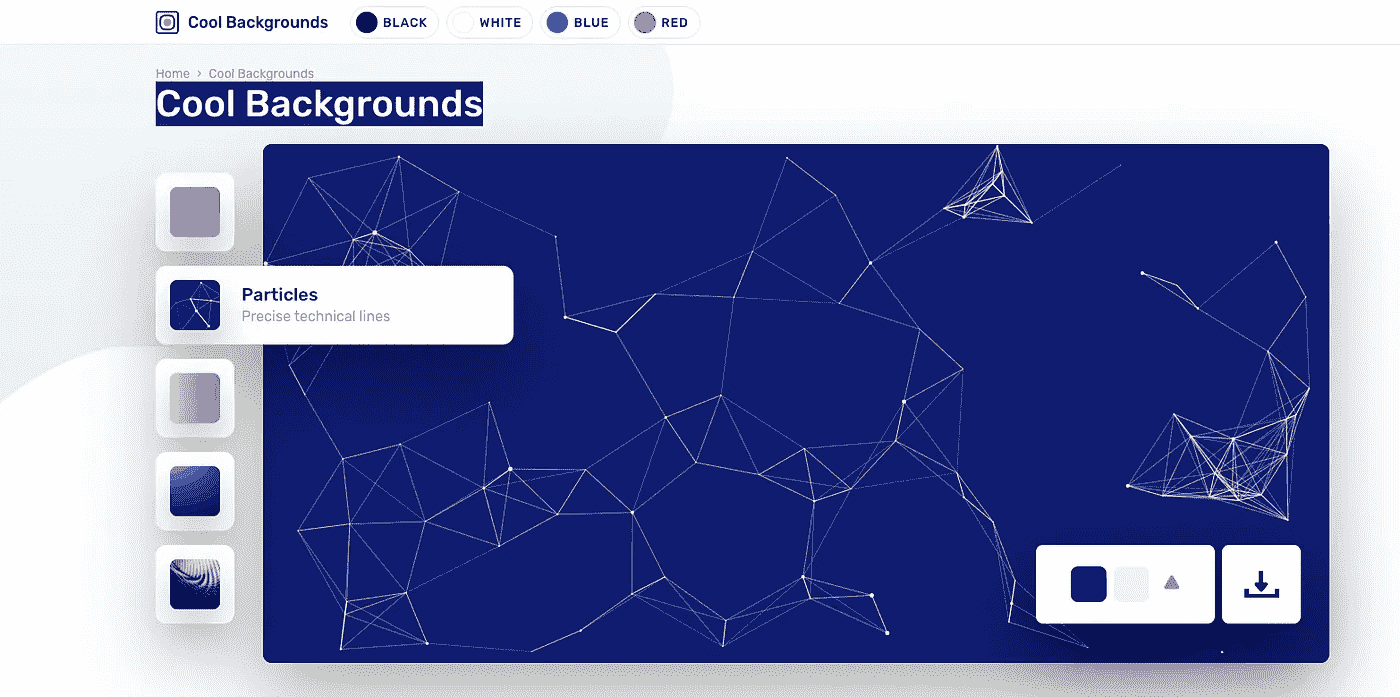 Cool Backgrounds BLACK WHITE BLUE RED
Home > Cool Backgrounds
Cool Backgrounds
Particles
Precise technical lines